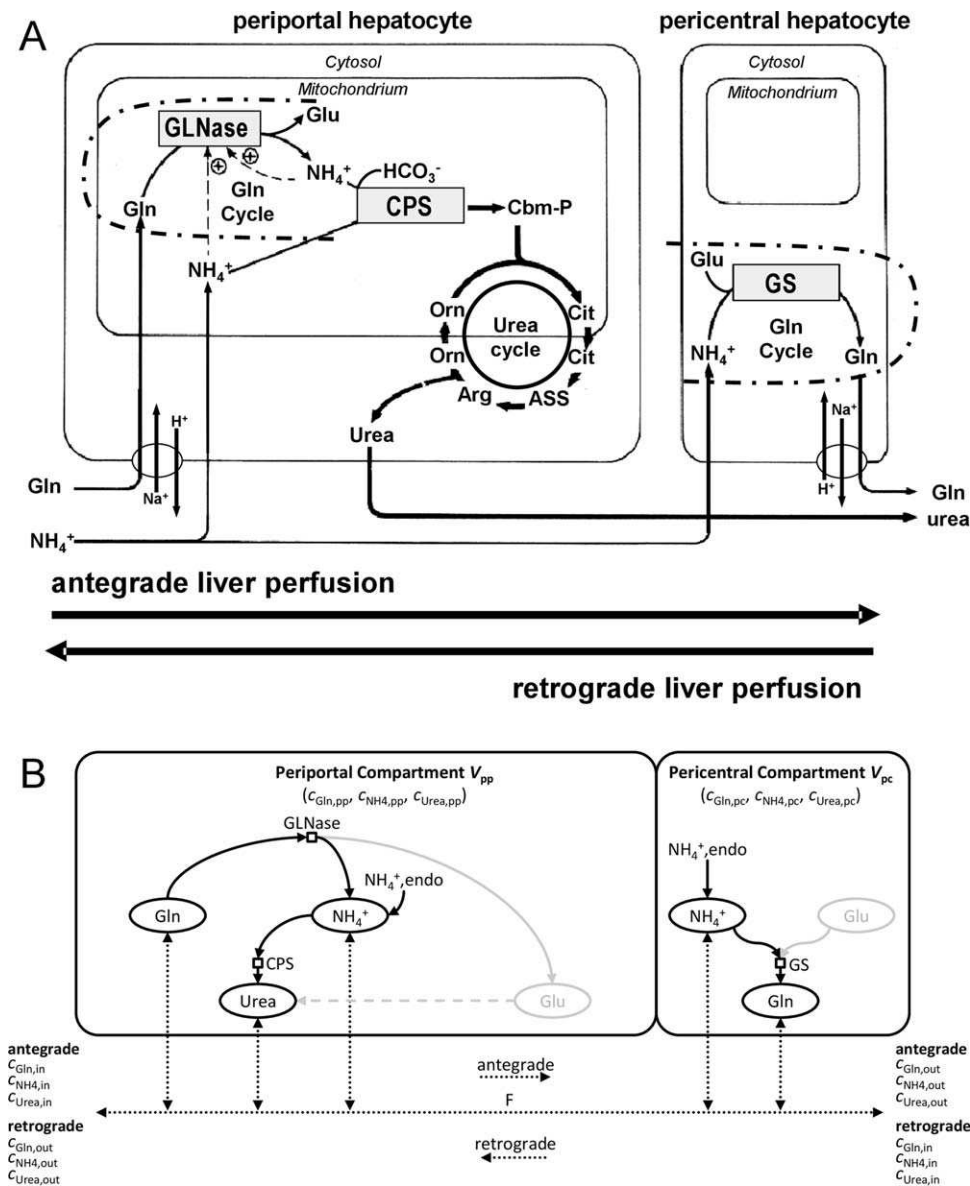 A
periportal hepatocyte
pericentral hepatocyte
Cytosol
Mitochondrium
GLNase
Glu
⊕
⊕
NH₄⁺
HCO₃⁻
Gln
Gln
Cycle
CPS
Cbm-P
NH₄⁺
Orn
Cit
Urea
cycle
Orn
Cit
Arg
ASS
Urea
H⁺
Na⁺
Gln
NH₄⁺
Cytosol
Mitochondrium
Glu
GS
Gln
Cycle
NH₄⁺
Gln
Na⁺
H⁺
Gln
urea
antegrade liver perfusion
retrograde liver perfusion
B
Periportal Compartment Vpp
(cGln,pp, cNH4,pp, cUrea,pp)
GLNase
NH₄⁺,endo
Gln
NH₄⁺
CPS
Urea
Glu
Pericentral Compartment Vpc
(cGln,pc, cNH4,pc, cUrea,pc)
NH₄⁺,endo
NH₄⁺
Glu
GS
Gln
antegrade
cGln,in
cNH4,in
cUrea,in
antegrade
F
retrograde
antegrade
cGln,out
cNH4,out
cUrea,out
retrograde
cGln,out
cNH4,out
cUrea,out
retrograde
cGln,in
cNH4,in
cUrea,in